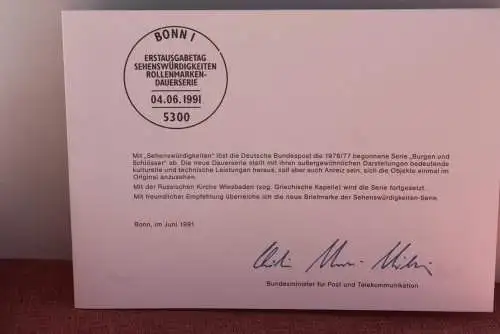 BONN 1
ERSTAUSGABETAG
SEHENSWÜRDIGKEITEN
ROLLENMARKEN-
DAUERSERIE
04.06.1991
5300
Mit „Sehenswürdigkeiten" löst die Deutsche Bundespost die 1976/77 begonnene Serie „Burgen und
Schlösser" ab. Die neue Dauerserie stellt mit ihren außergewöhnlichen Darstellungen bedeutende
kulturelle und technische Leistungen heraus, soll aber auch Anreiz sein, sich die Objekte einmal im
Original anzusehen.
Mit der Russischen Kirche Wiesbaden (sog. Griechische Kapelle) wird die Serie fortgesetzt.
Mit freundlicher Empfehlung überreiche ich die neue Briefmarke der Sehenswürdigkeiten-Serie.
Bonn, im Juni 1991
Bundesminister für Post und Telekommunikation